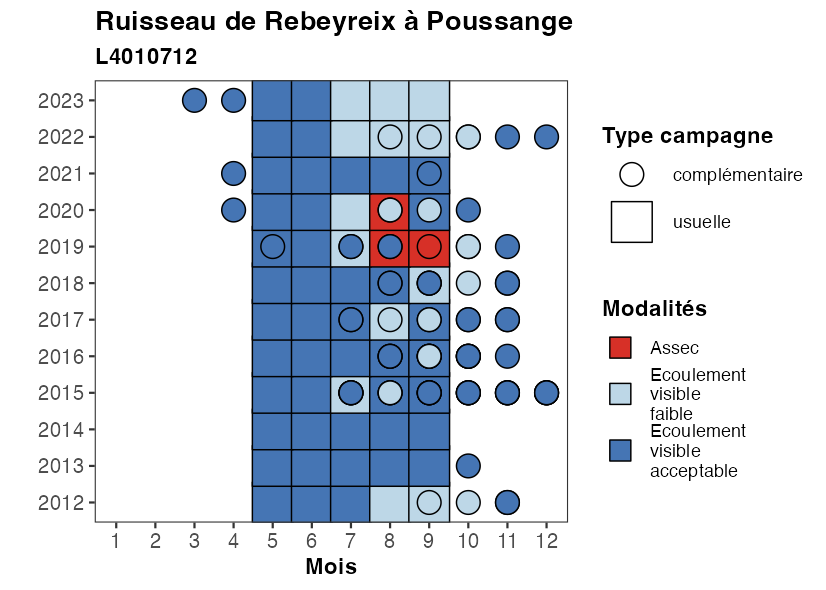 Ruisseau de Rebeyreix à Poussange
L4010712
2023
2022
2021
2020
2019
2018
2017
2016
2015
2014
2013
2012
1 2 3 4 5 6 7 8 9 10 11 12
Mois
Type campagne
complémentaire
usuelle
Modalités
Assec
Ecoulement
visible
faible
Ecoulement
visible
acceptable